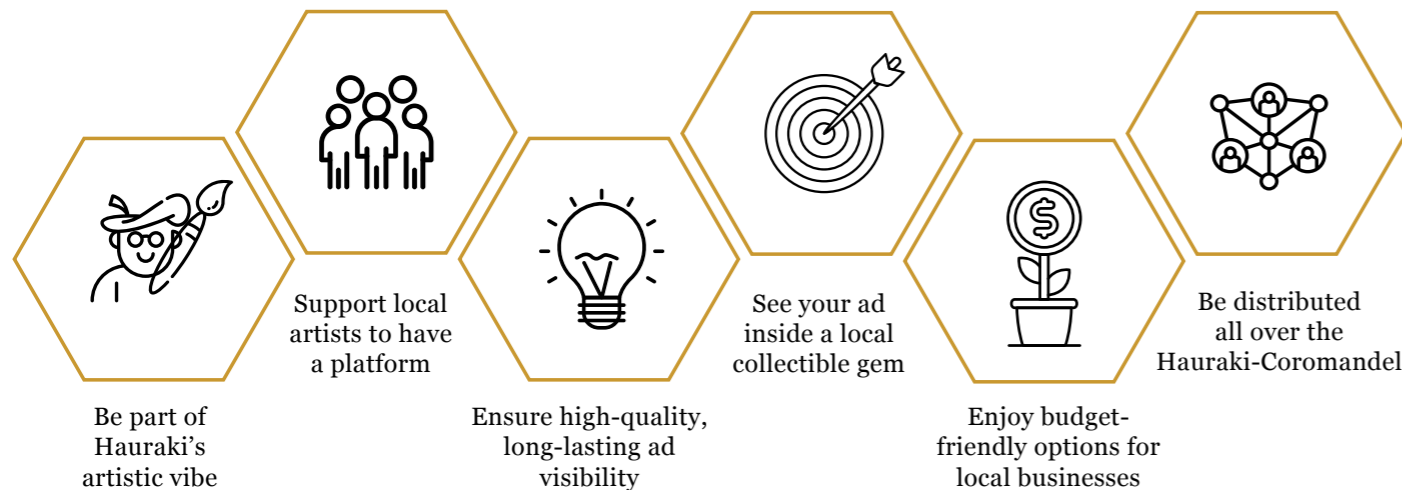 Be part of
Hauraki’s
artistic vibe
Support local
artists to have
a platform
Ensure high-quality,
long-lasting ad
visibility
See your ad
inside a local
collectible gem
$
Enjoy budget-
friendly options for
local businesses
Be distributed
all over the
Hauraki-Coromandel